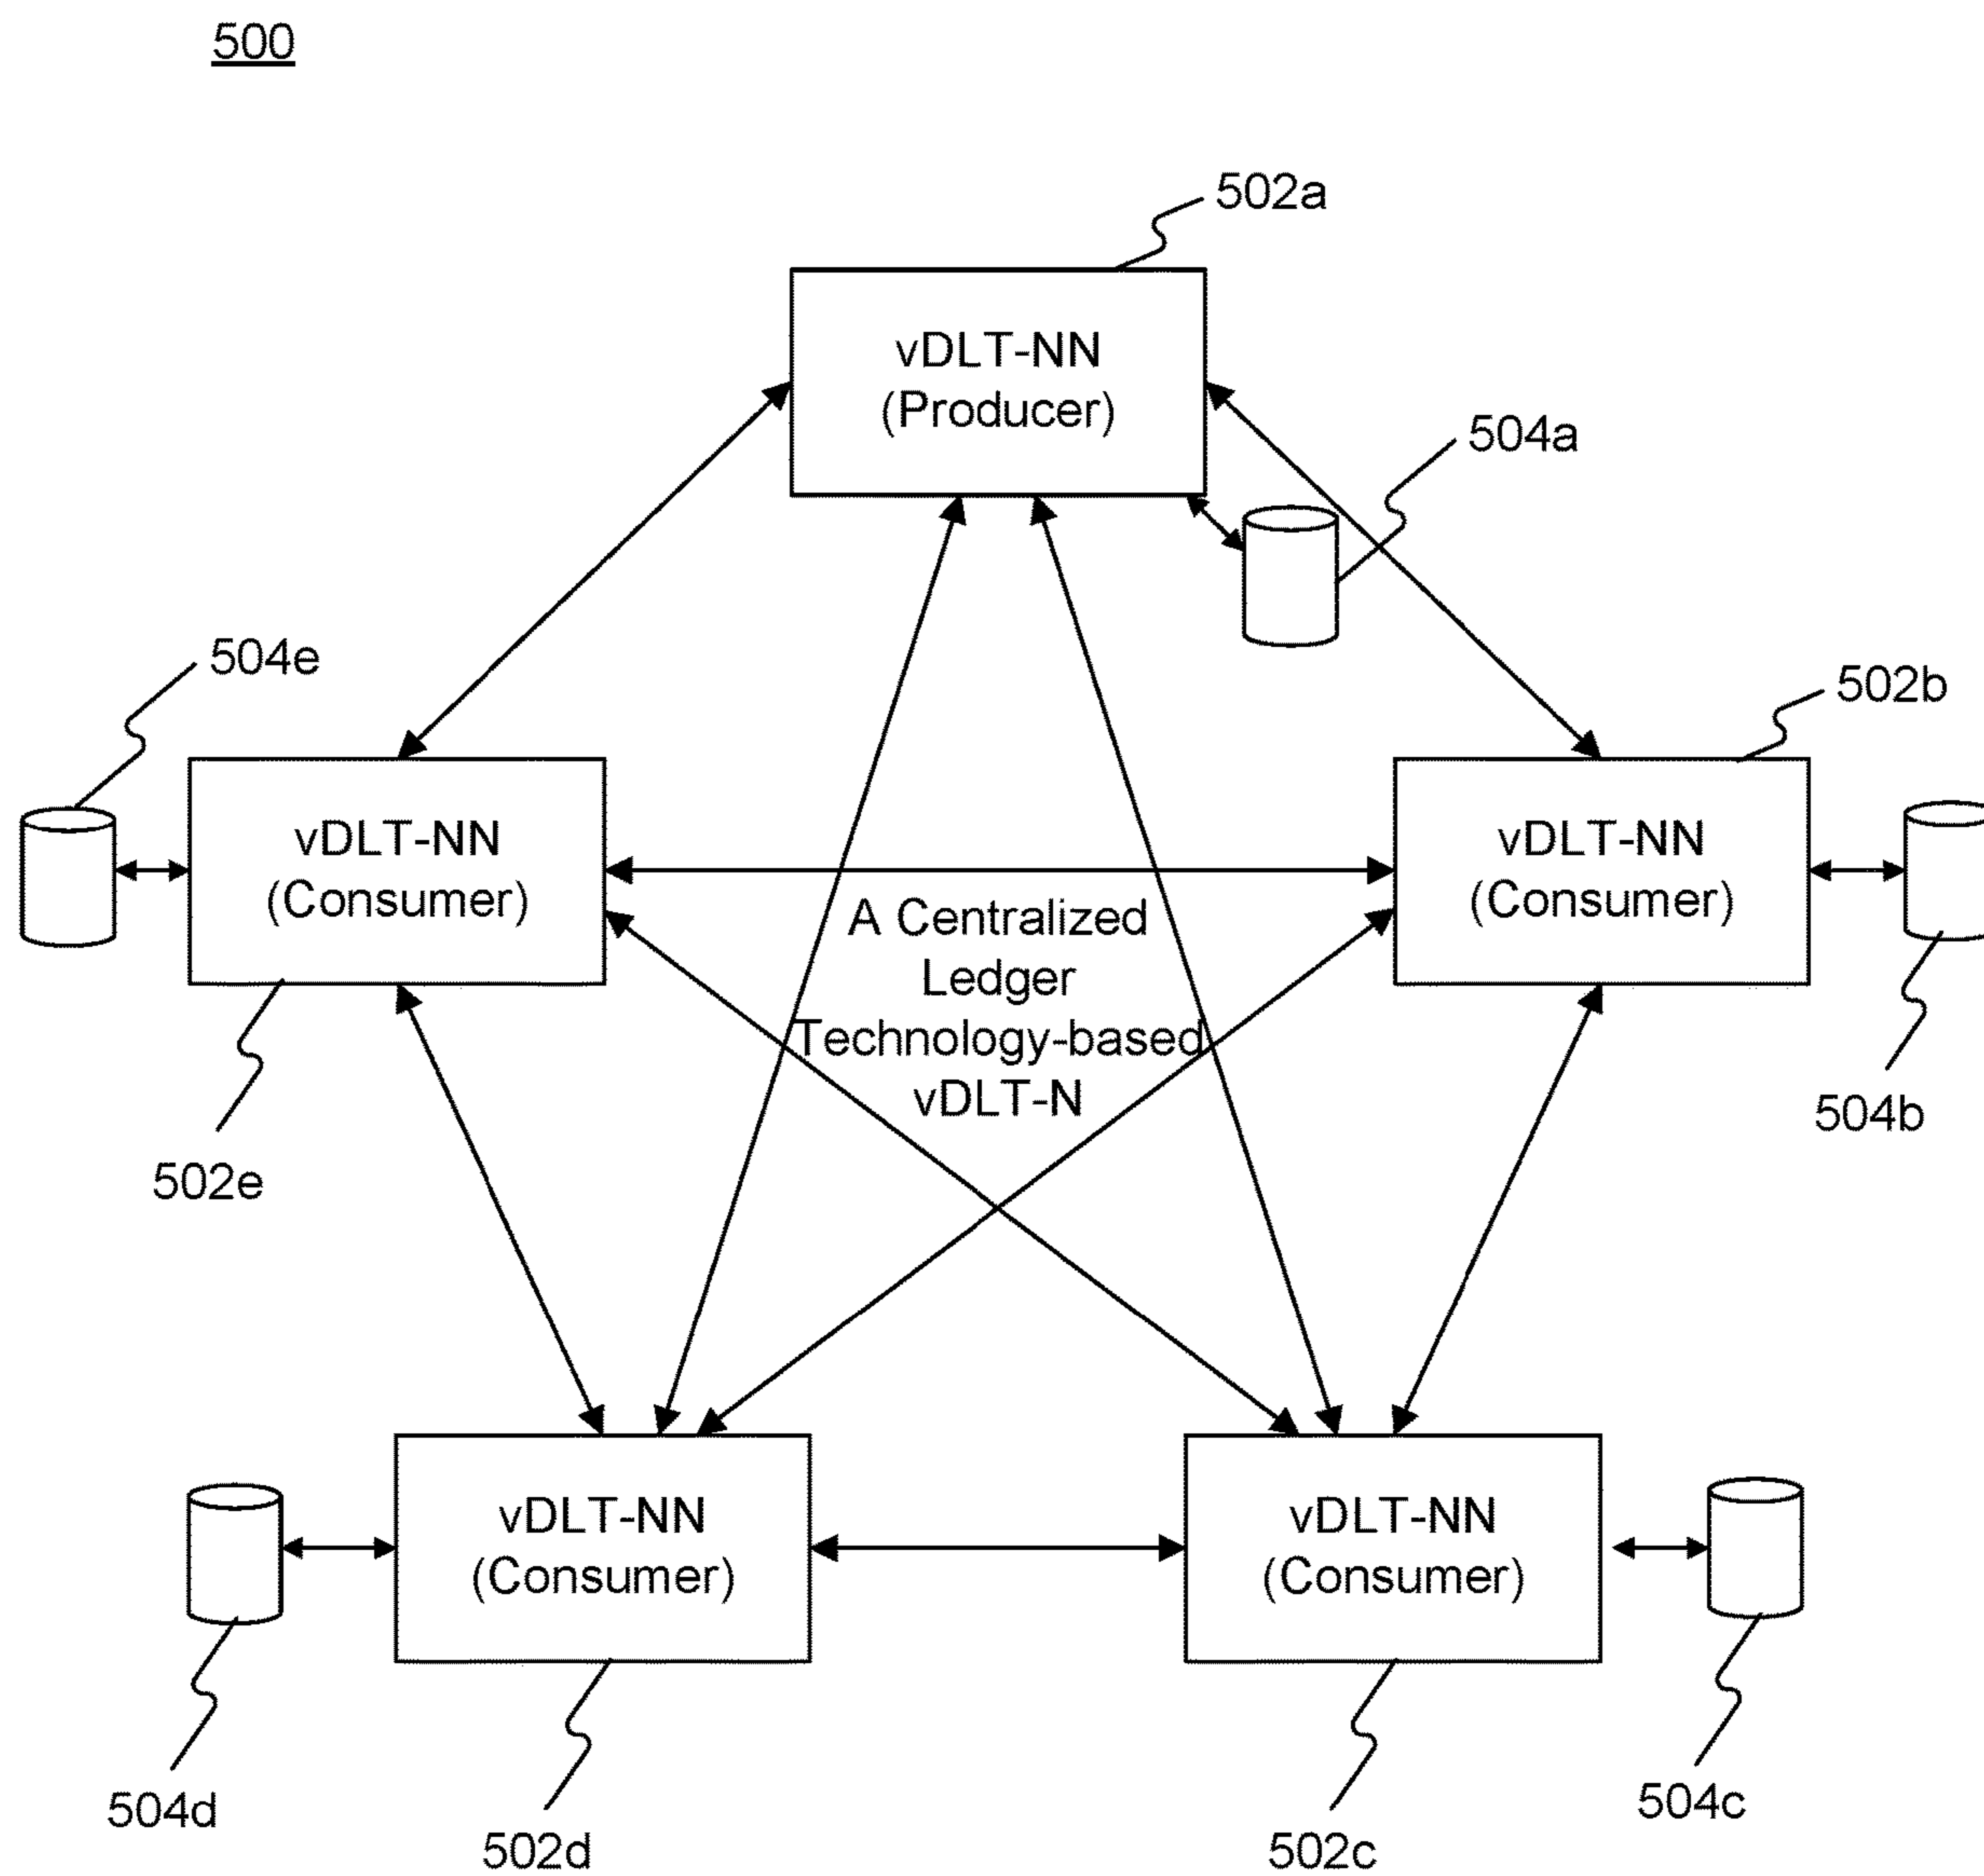 500
502a
vDLT-NN
(Producer)
504a
504e
502b
vDLT-NN
(Consumer)
vDLT-NN
(Consumer)
A Centralized
Ledger
Technology-based
vDLT-N
504b
502e
vDLT-NN
(Consumer)
vDLT-NN
(Consumer)
504d
502d
502c
504c